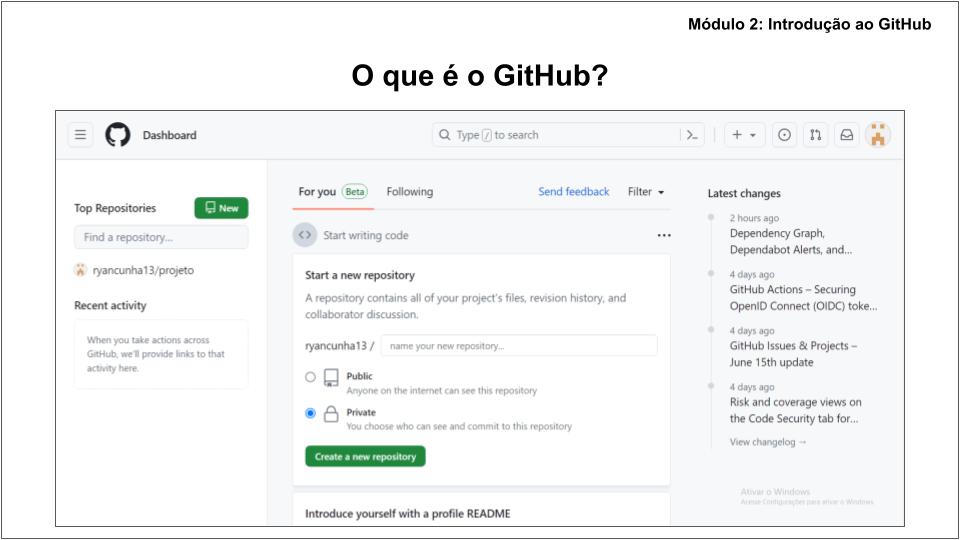 Módulo 2: Introdução ao GitHub
O que é o GitHub?
Dashboard
Type / to search
Top Repositories
New
Find a repository...
ryancunha13/projeto
Recent activity
When you take actions across
GitHub, we'll provide links to that
activity here.
For you Beta Following Send feedback Filter
Start writing code
Start a new repository
A repository contains all of your project's files, revision history, and
collaborator discussion.
ryancunha13 / name your new repository...
Public
Anyone on the internet can see this repository
Private
You choose who can see and commit to this repository
Create a new repository
Introduce yourself with a profile README
Latest changes
2 hours ago
Dependency Graph,
Dependabot Alerts, and...
4 days ago
GitHub Actions – Securing
OpenID Connect (OIDC) toke...
4 days ago
GitHub Issues & Projects –
June 15th update
4 days ago
Risk and coverage views on
the Code Security tab for...
View changelog →
Ativar o Windows
Acesse Configurações para ativar o Windows.